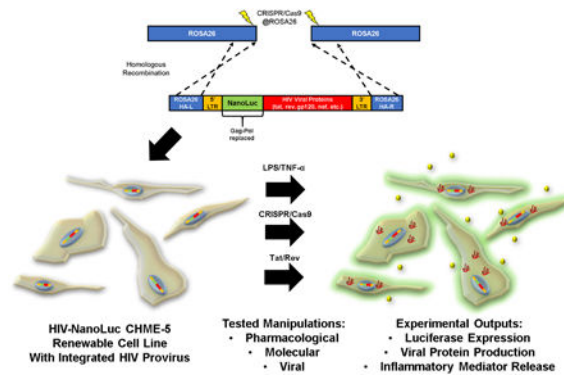 CRISPR/Cas9
@ROSA26
ROSA26
ROSA26
Homologous
Recombination
ROSA26
HA-L
5'
LTR
NanoLuc
HIV Viral Proteins
(tat, rev, gp120, nef, etc.)
3'
LTR
ROSA26
HA-R
Gag-Pol
replaced
LPS/TNF-α
CRISPR/Cas9
Tat/Rev
HIV-NanoLuc CHME-5
Renewable Cell Line
With Integrated HIV Provirus
Tested Manipulations:
• Pharmacological
• Molecular
• Viral
Experimental Outputs:
• Luciferase Expression
• Viral Protein Production
• Inflammatory Mediator Release